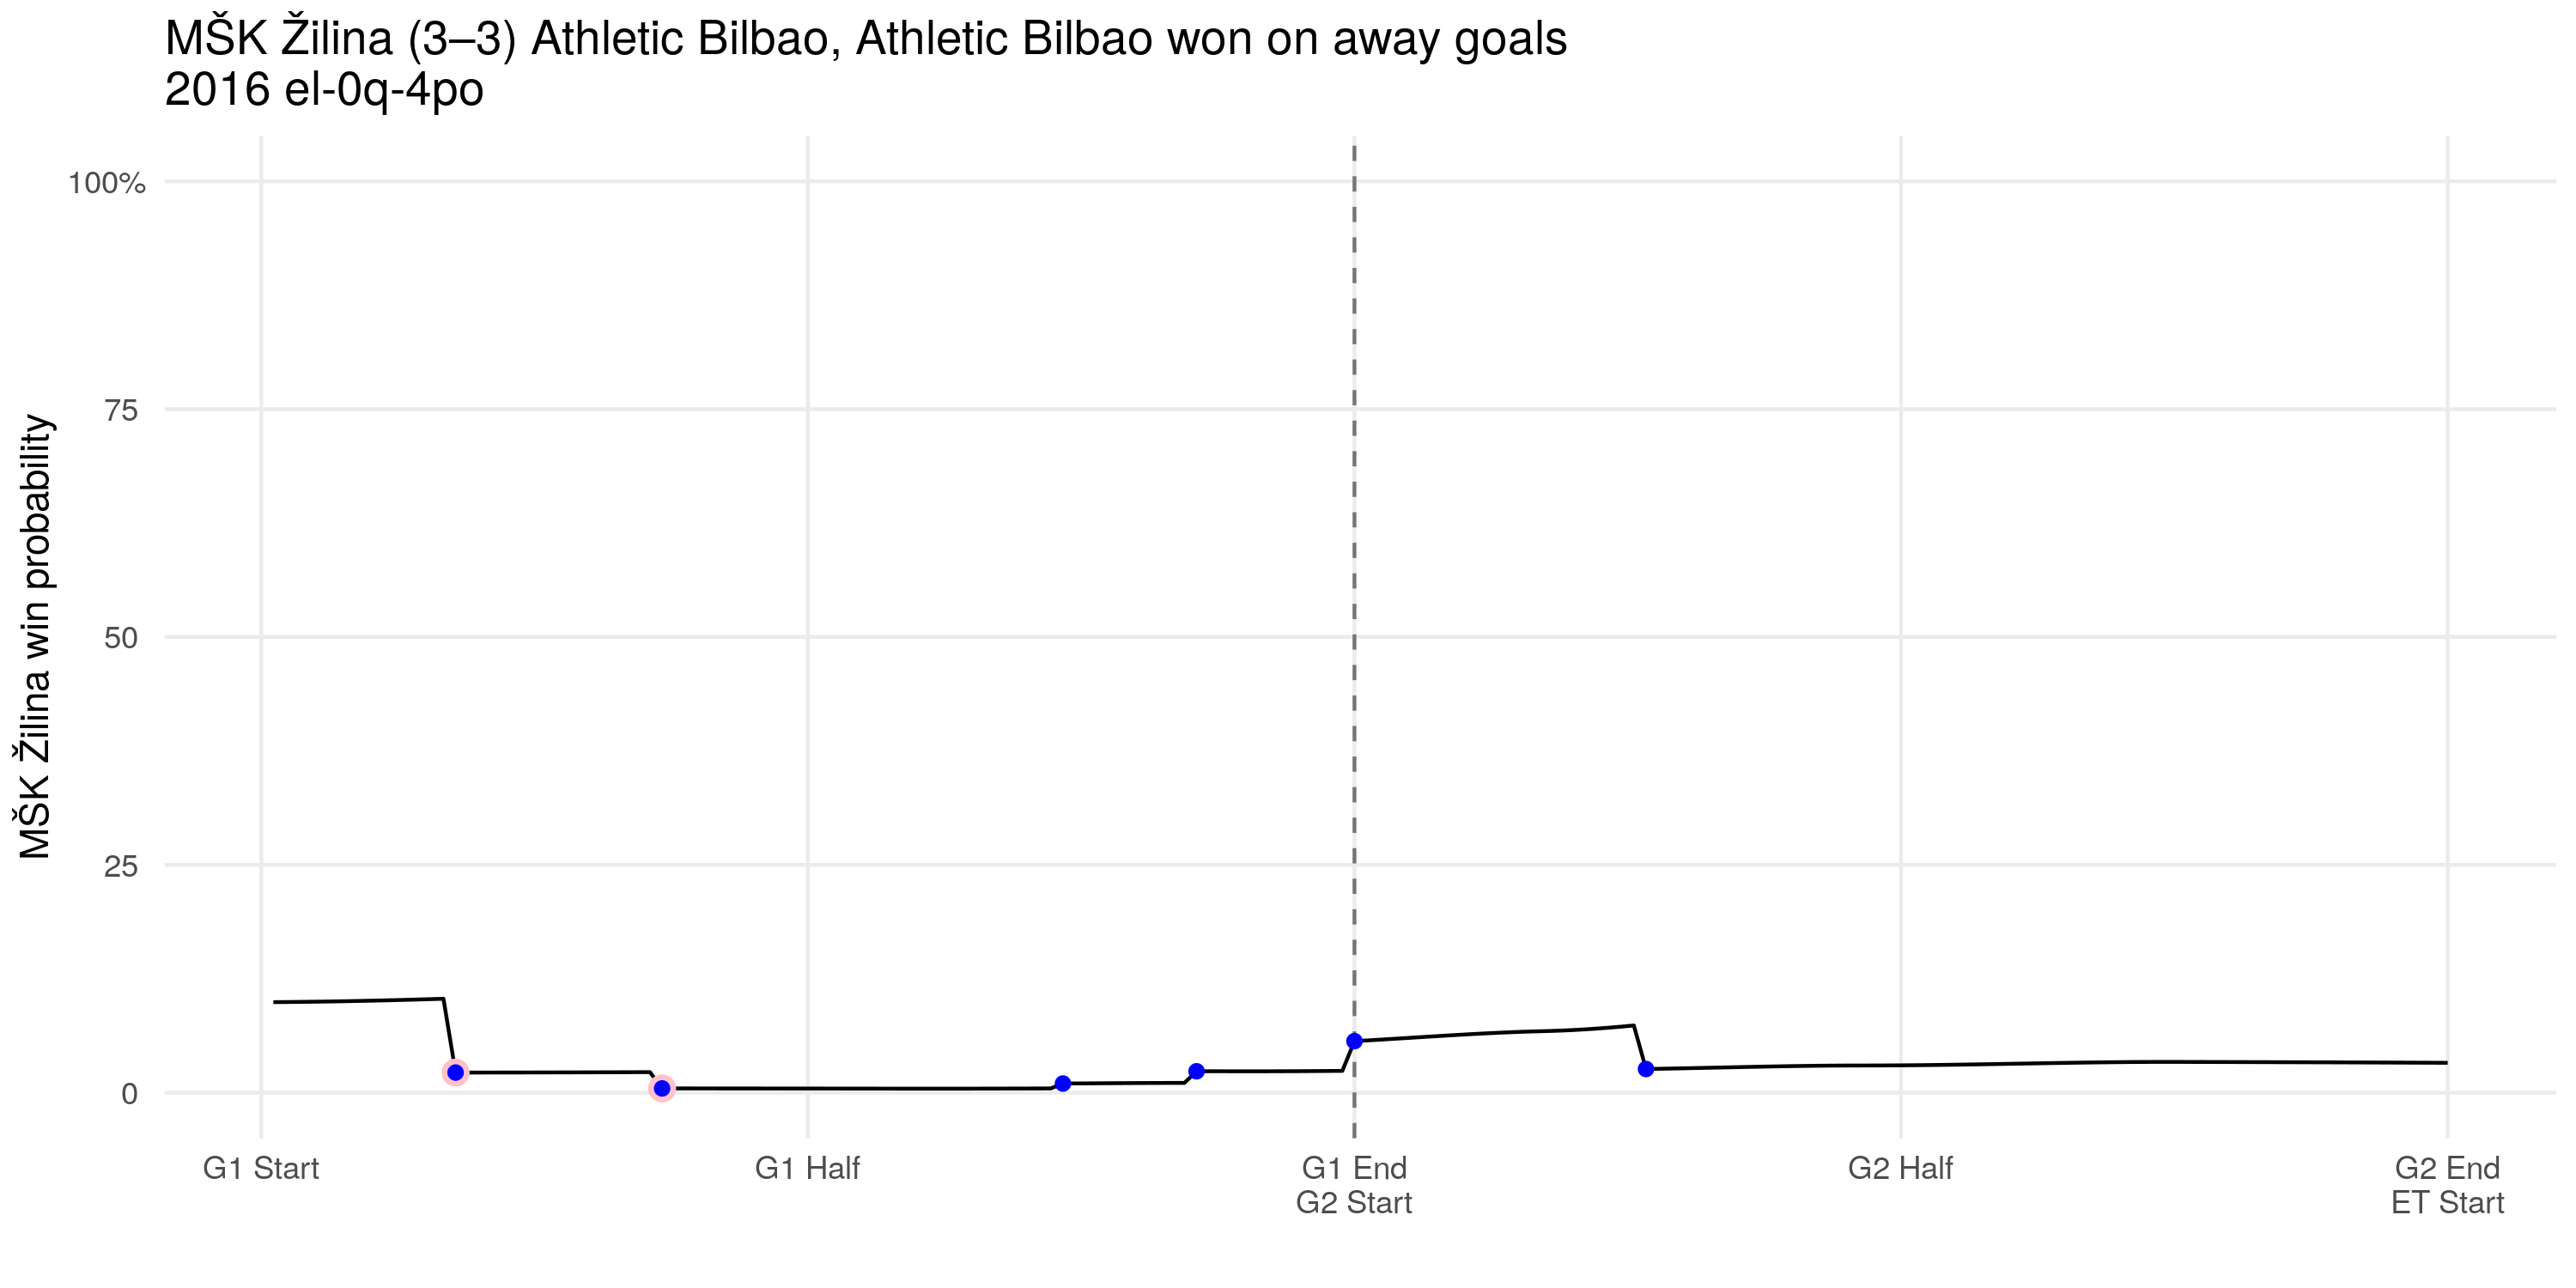 MŠK Žilina (3–3) Athletic Bilbao, Athletic Bilbao won on away goals
2016 el-0q-4po
MŠK Žilina win probability
100%
75
50
25
0
G1 Start
G1 Half
G1 End
G2 Start
G2 Half
G2 End
ET Start